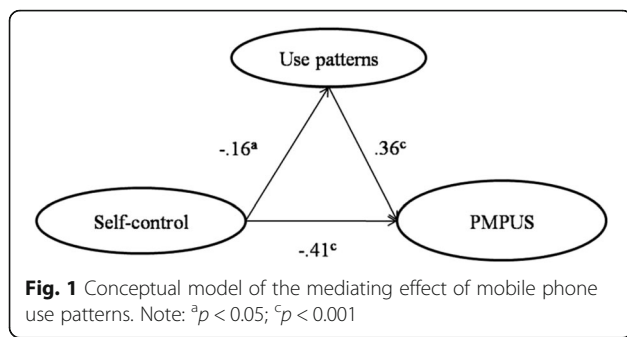 Use patterns
-.16ᵃ
.36ᶜ
Self-control
PMPUS
-.41ᶜ
Fig. 1 Conceptual model of the mediating effect of mobile phone
use patterns. Note: ᵃp < 0.05; ᶜp < 0.001